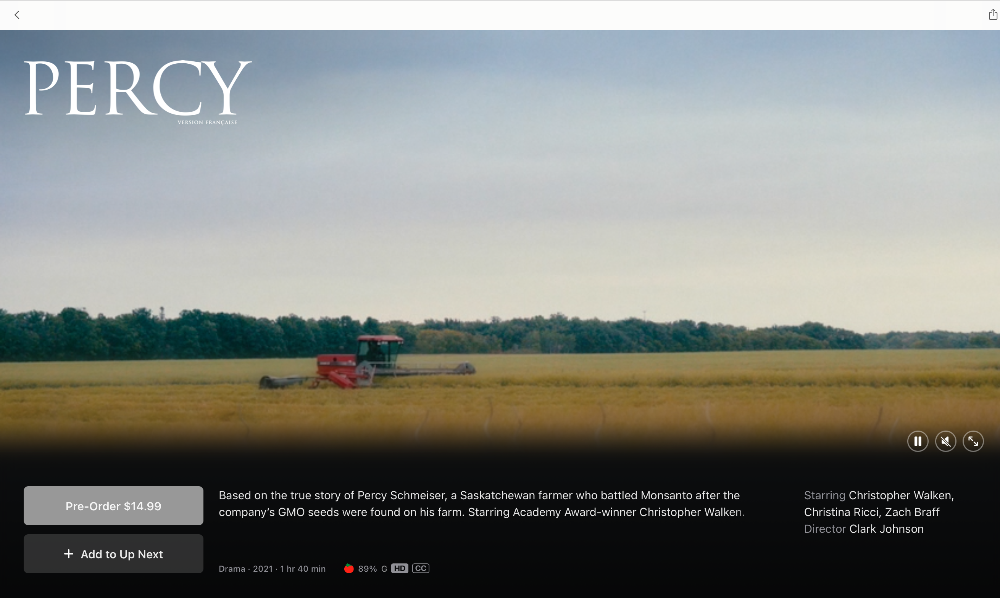 PERCY
VERSION FRANÇAISE
Pre-Order $14.99
+ Add to Up Next
Based on the true story of Percy Schmeiser, a Saskatchewan farmer who battled Monsanto after the
company’s GMO seeds were found on his farm. Starring Academy Award-winner Christopher Walken.
Drama · 2021 · 1 hr 40 min 89% G HD CC
Starring Christopher Walken,
Christina Ricci, Zach Braff
Director Clark Johnson